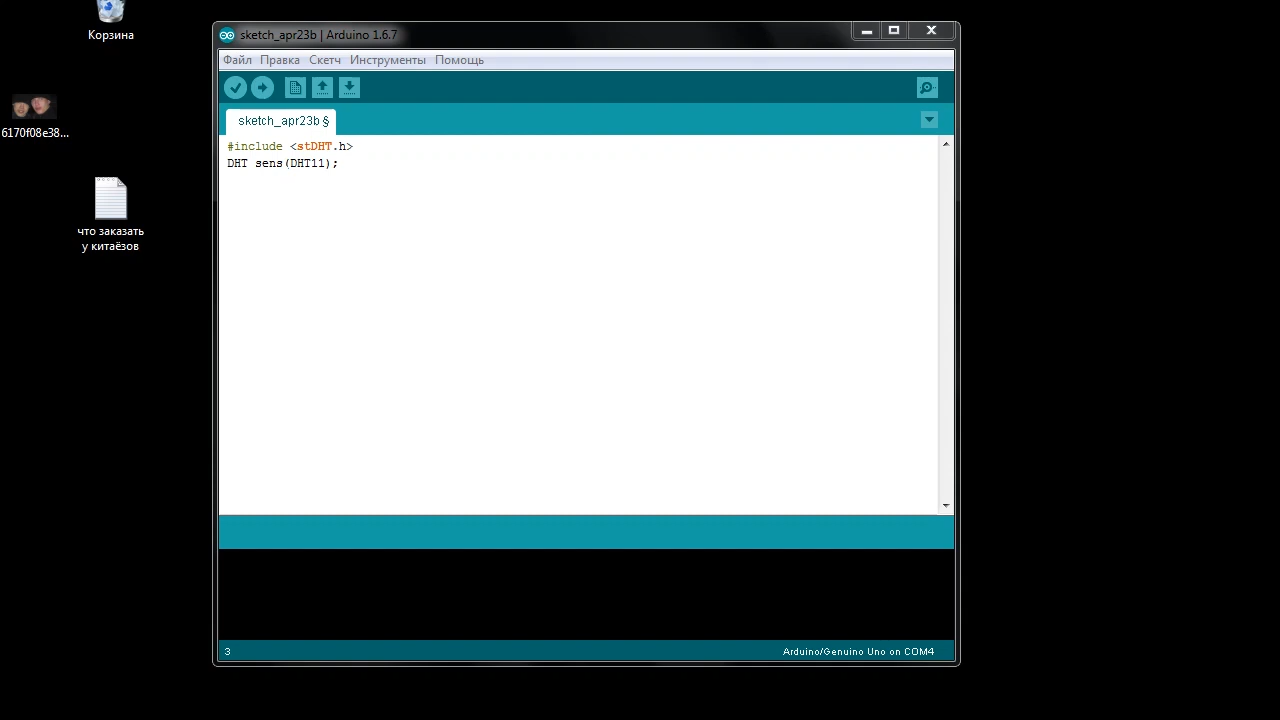 Корзина
6170f08e38...
что заказать
у китаёзов
sketch_apr23b | Arduino 1.6.7
Файл Правка Скетч Инструменты Помощь
sketch_apr23b §
#include <stDHT.h>
DHT sens(DHT11);
3
Arduino/Genuino Uno on COM4